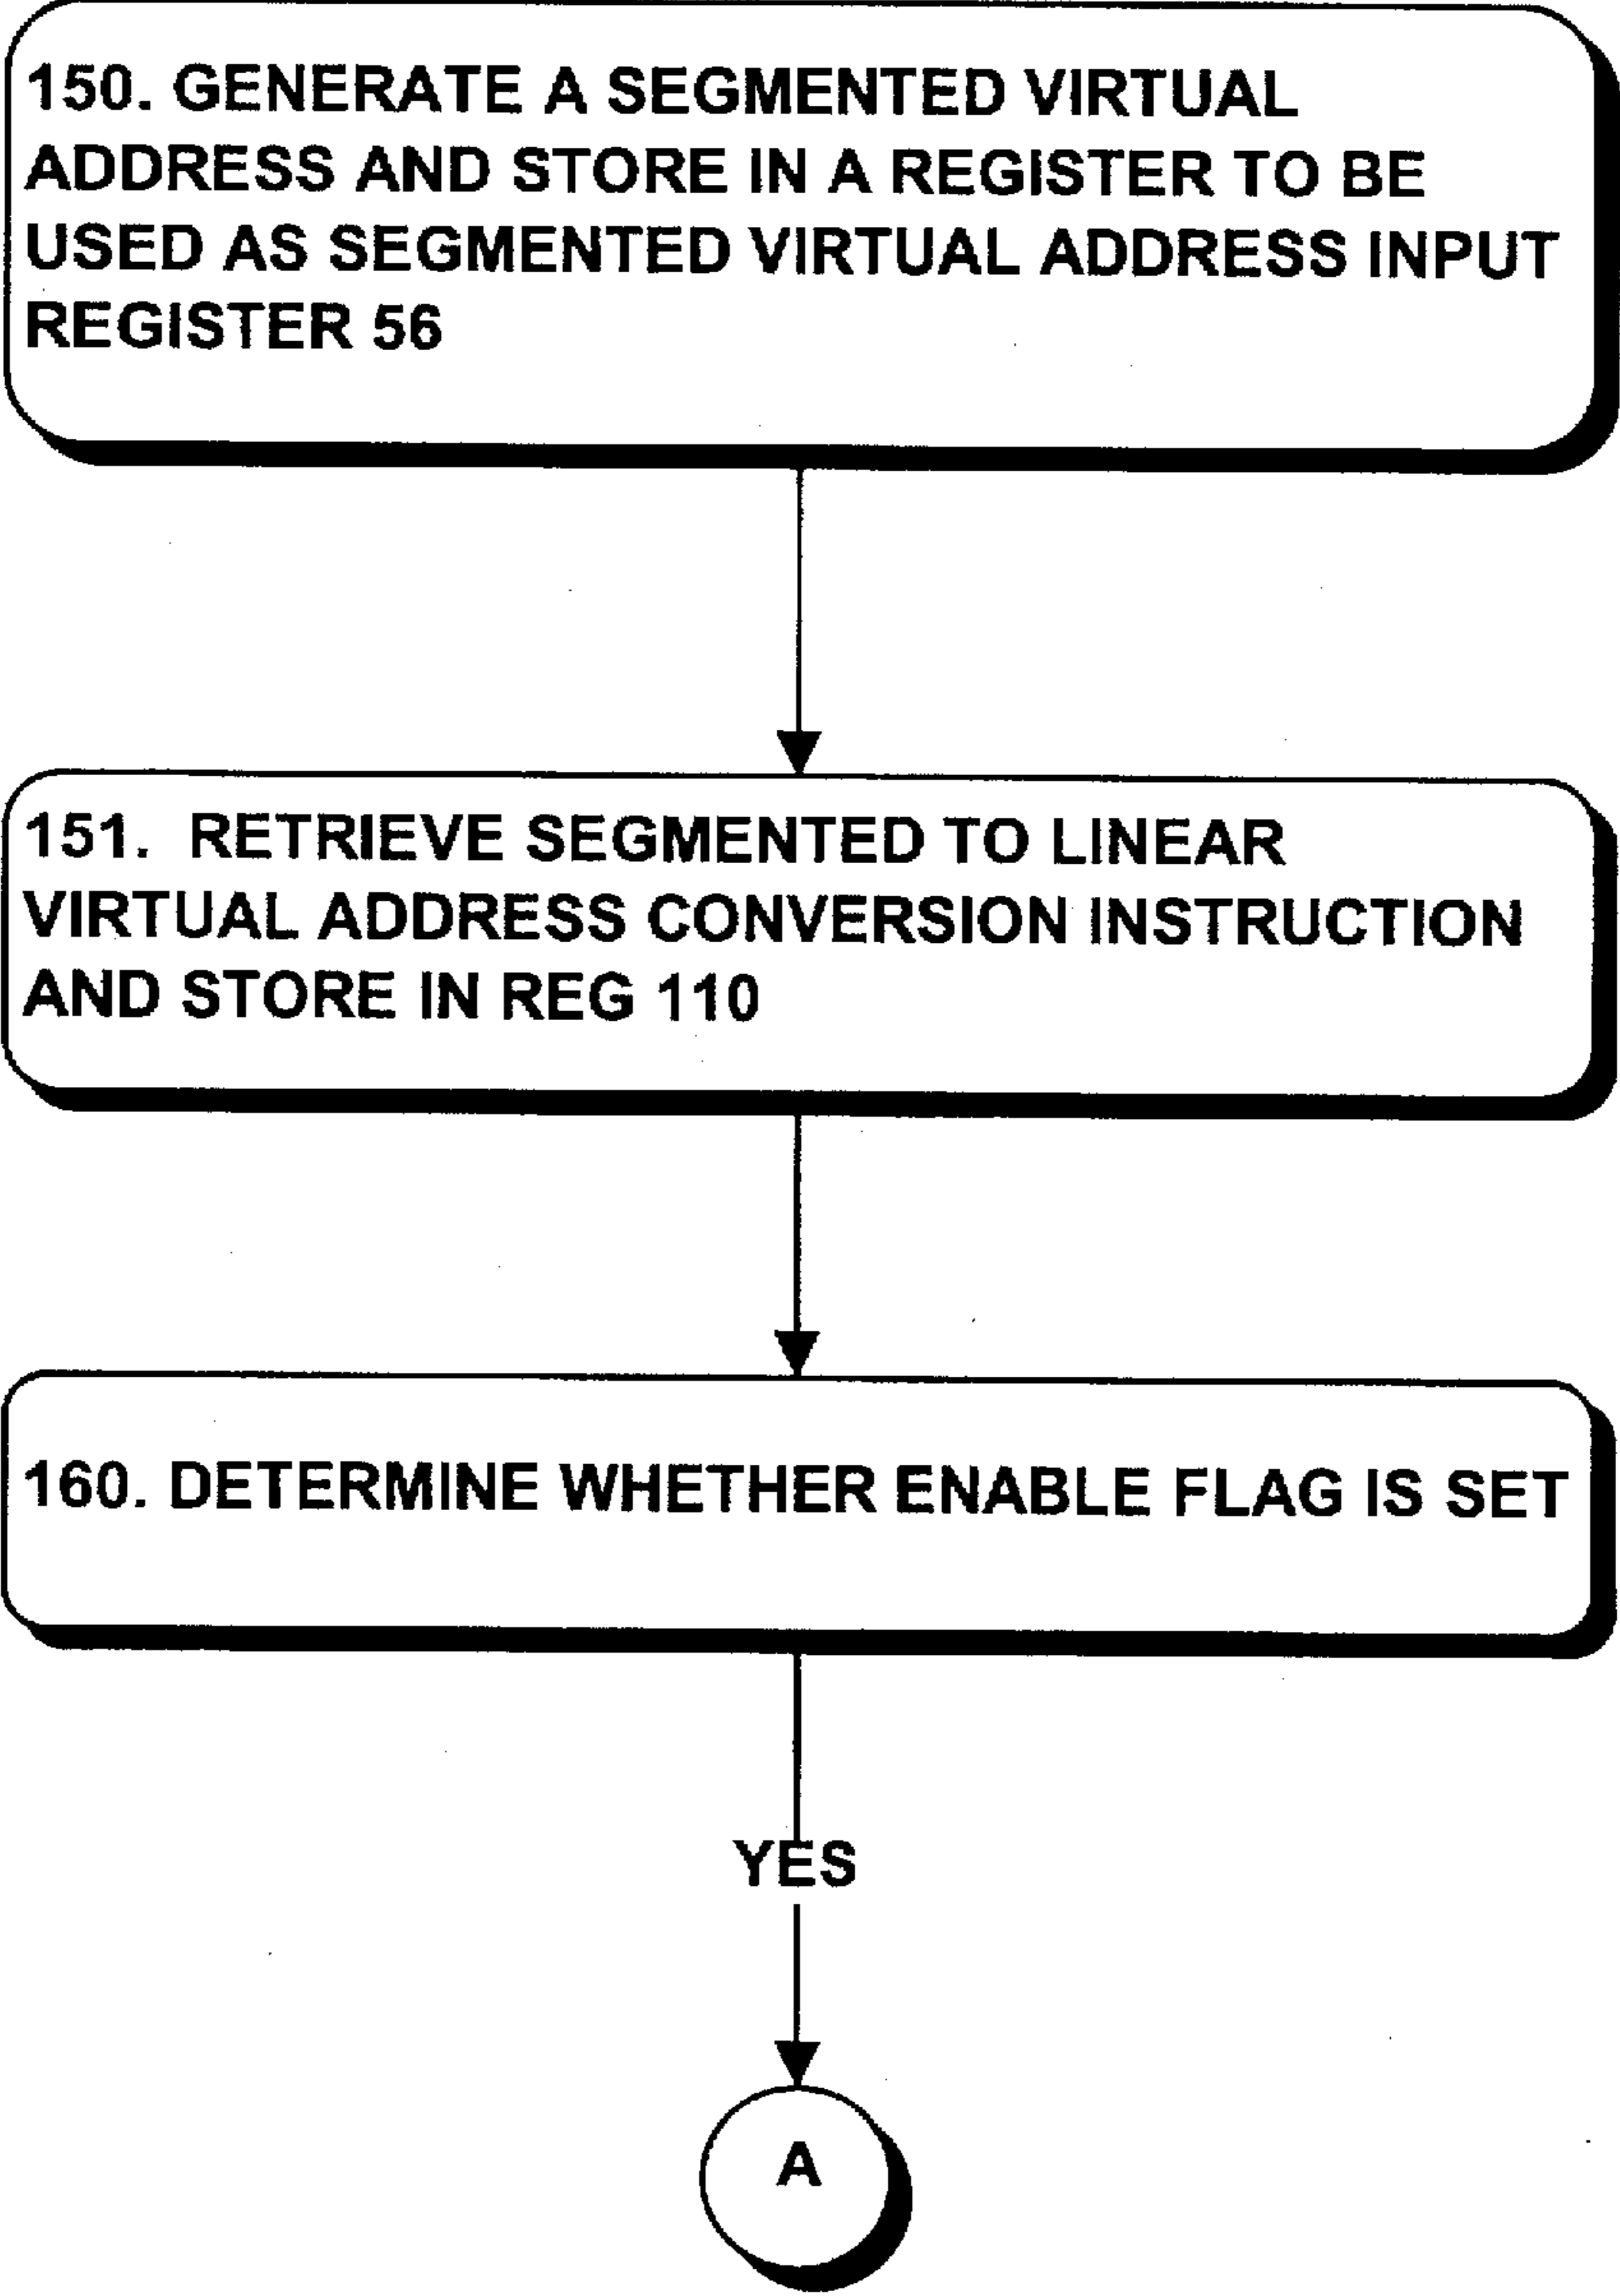 150. GENERATE A SEGMENTED VIRTUAL
ADDRESS AND STORE IN A REGISTER TO BE
USED AS SEGMENTED VIRTUAL ADDRESS INPUT
REGISTER 56
151. RETRIEVE SEGMENTED TO LINEAR
VIRTUAL ADDRESS CONVERSION INSTRUCTION
AND STORE IN REG 110
160. DETERMINE WHETHER ENABLE FLAG IS SET
YES
A